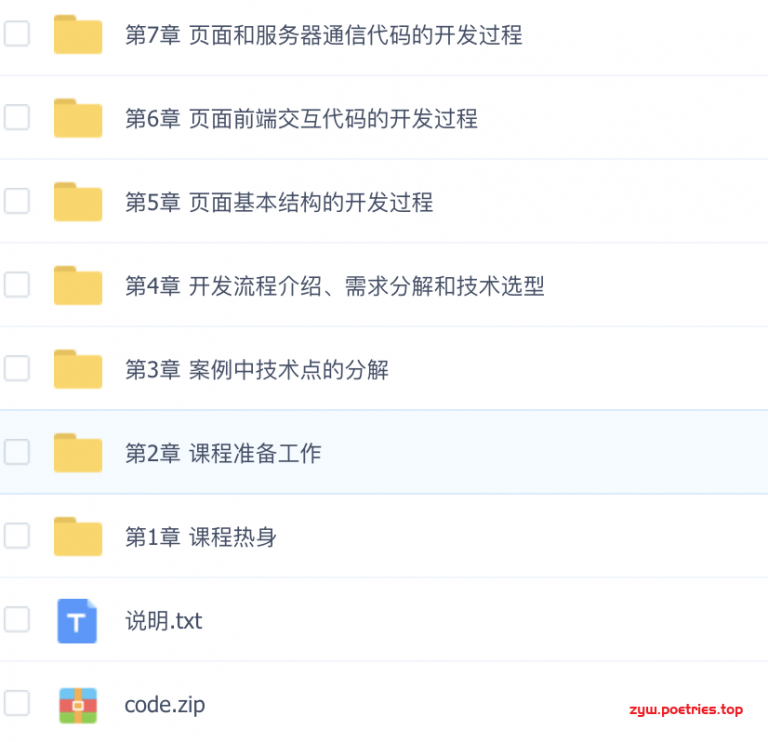 第7章 页面和服务器通信代码的开发过程
第6章 页面前端交互代码的开发过程
第5章 页面基本结构的开发过程
第4章 开发流程介绍、需求分解和技术选型
第3章 案例中技术点的分解
第2章 课程准备工作
第1章 课程热身
T
说明.txt
code.zip
zyw.poetries.top